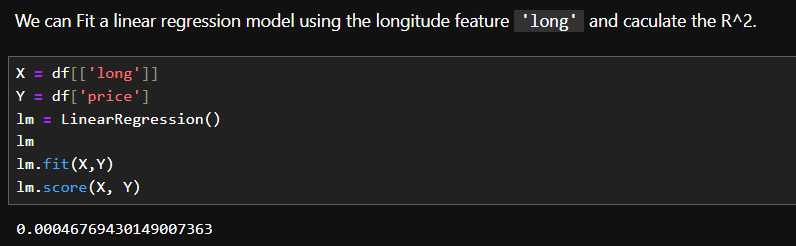 We can Fit a linear regression model using the longitude feature 'long' and caculate the R^2.
X = df[['long']]
Y = df['price']
lm = LinearRegression()
lm
lm.fit(X,Y)
lm.score(X, Y)
0.00046769430149007363